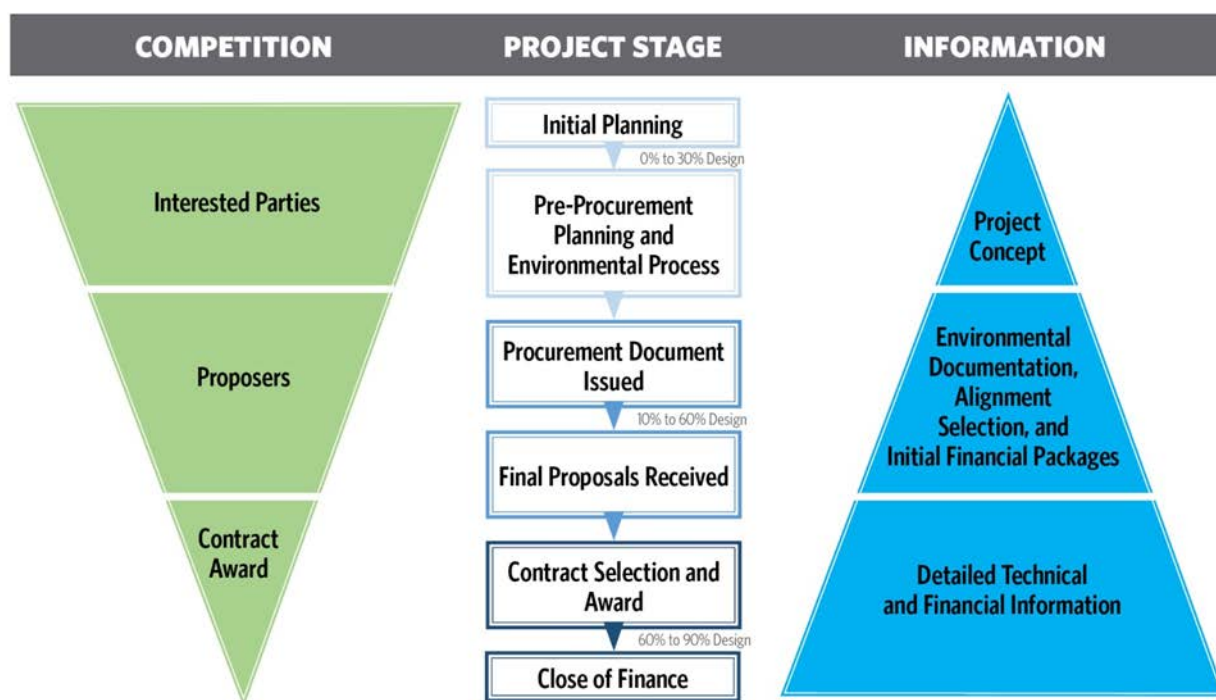 COMPETITION
PROJECT STAGE
INFORMATION
Interested Parties
Proposers
Contract
Award
Initial Planning
0% to 30% Design
Pre-Procurement
Planning and
Environmental Process
Procurement Document
Issued
10% to 60% Design
Final Proposals Received
Contract Selection and
Award
60% to 90% Design
Close of Finance
Project
Concept
Environmental
Documentation,
Alignment
Selection, and
Initial Financial Packages
Detailed Technical
and Financial Information